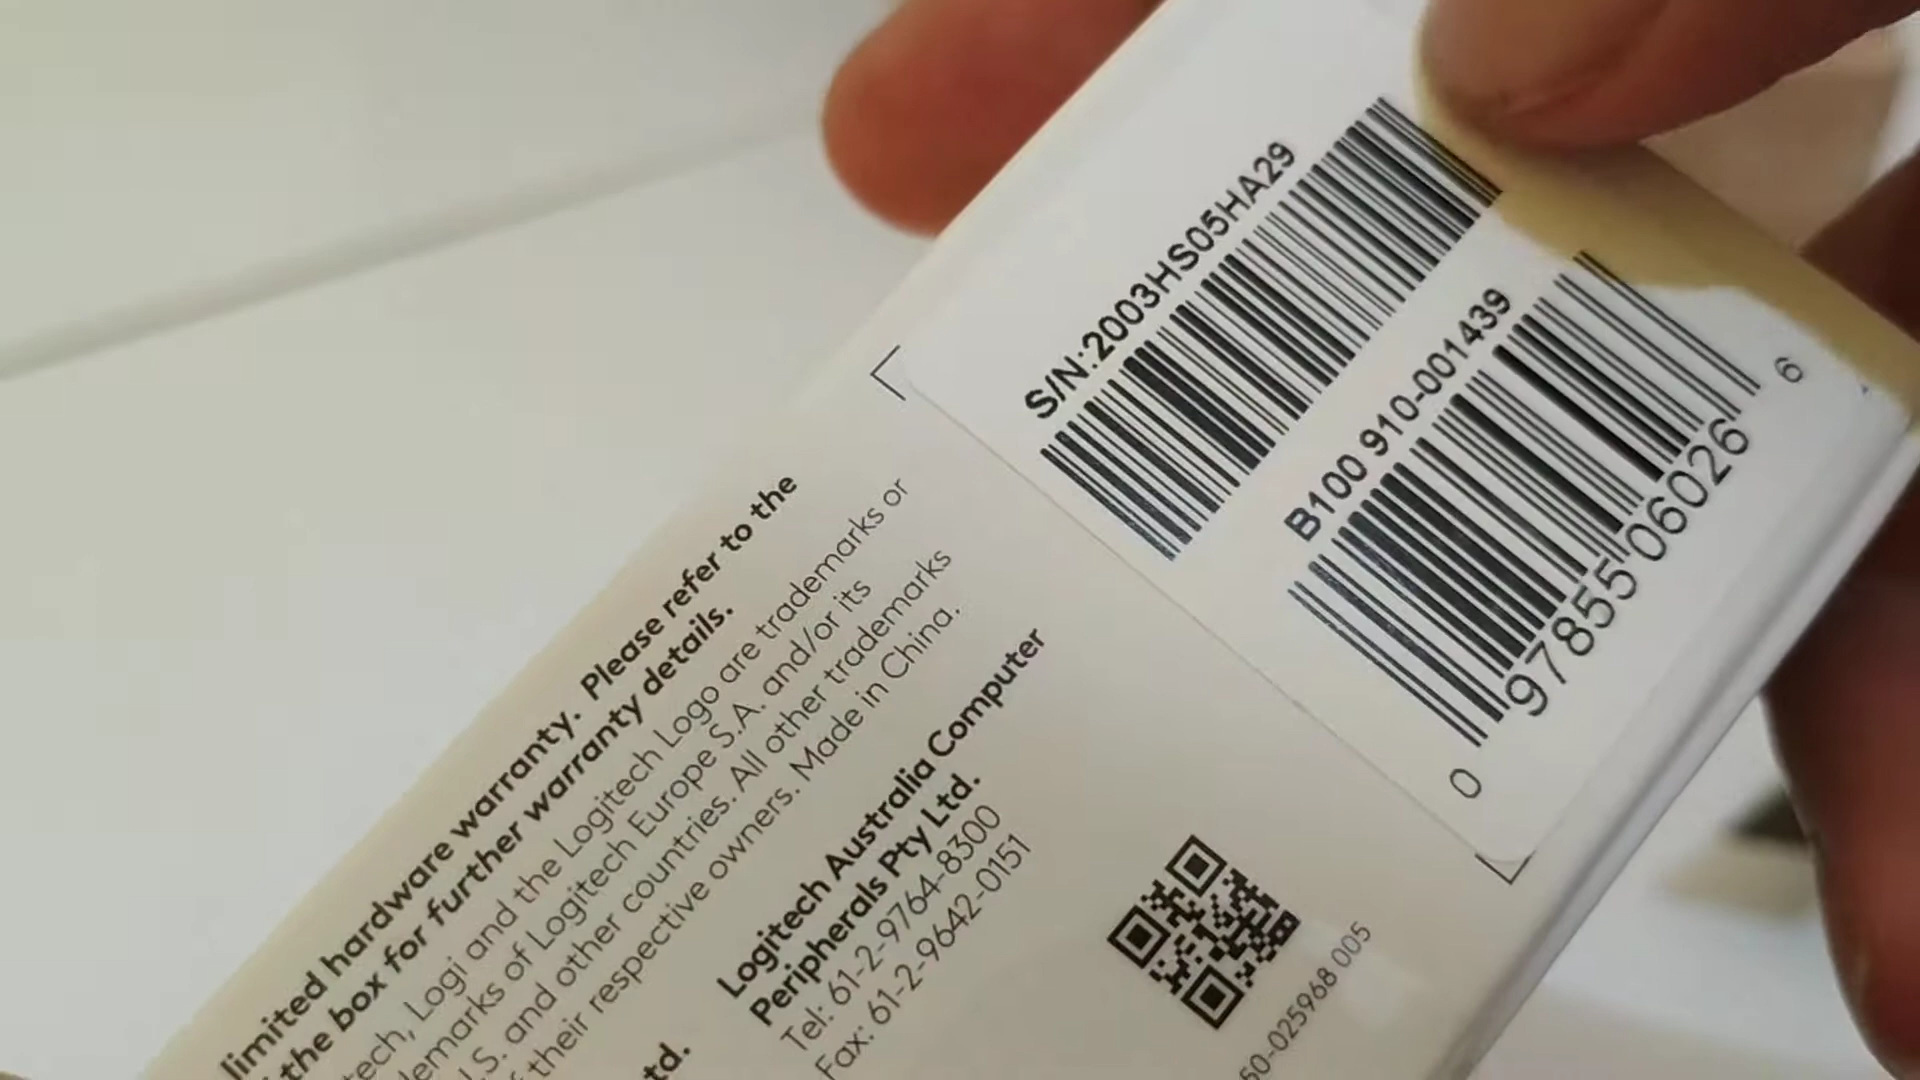 S/N:2003HS05HA29
B100 910-001439
0 97855 06026 6
limited hardware warranty. Please refer to the
the box for further warranty details.
tech, Logi and the Logitech Logo are trademarks or
demarks of Logitech Europe S.A. and/or its
.S. and other countries. All other trademarks
their respective owners. Made in China.
Logitech Australia Computer
Peripherals Pty Ltd.
Tel: 61-2-9764-8300
Fax: 61-2-9642-0151
td.
50-025968 005